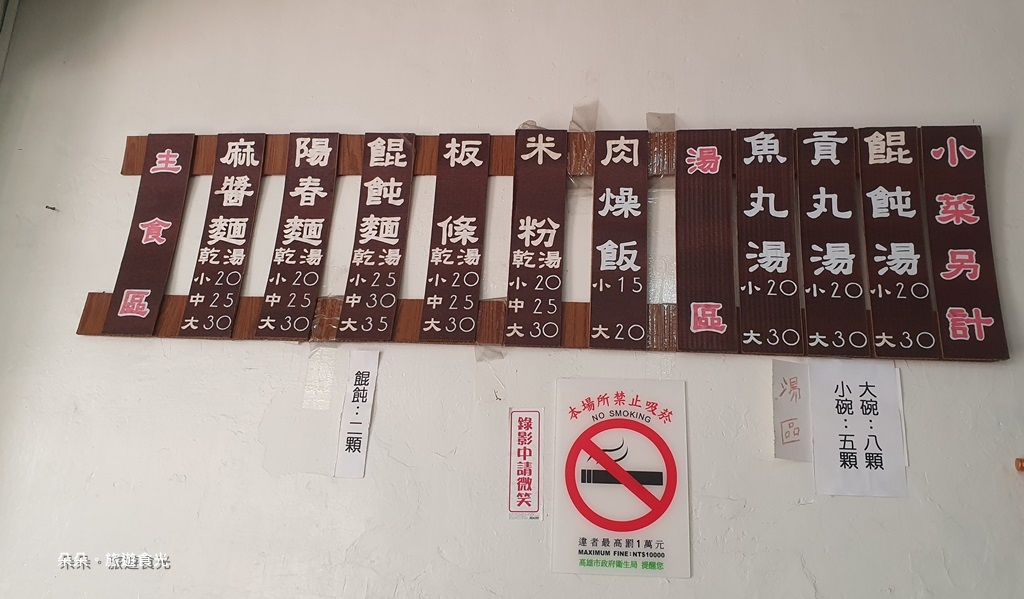 主食區
麻醬麵
乾湯
小20
中25
大30
陽春麵
乾湯
小20
中25
大30
餛飩麵
乾湯
小25
中30
大35
板條
乾湯
小20
中25
大30
米粉
乾湯
小20
中25
大30
肉燥飯
小15
大20
湯區
魚丸湯
小20
大30
貢丸湯
小20
大30
餛飩湯
小20
大30
小菜另計
餛飩：二顆
錄影中請微笑
本場所禁止吸菸
NO SMOKING
違者最高罰1萬元
MAXIMUM FINE:NT$10000
高雄市政府衛生局 提醒您
湯區
大碗：八顆
小碗：五顆
朵朵·旅遊食光